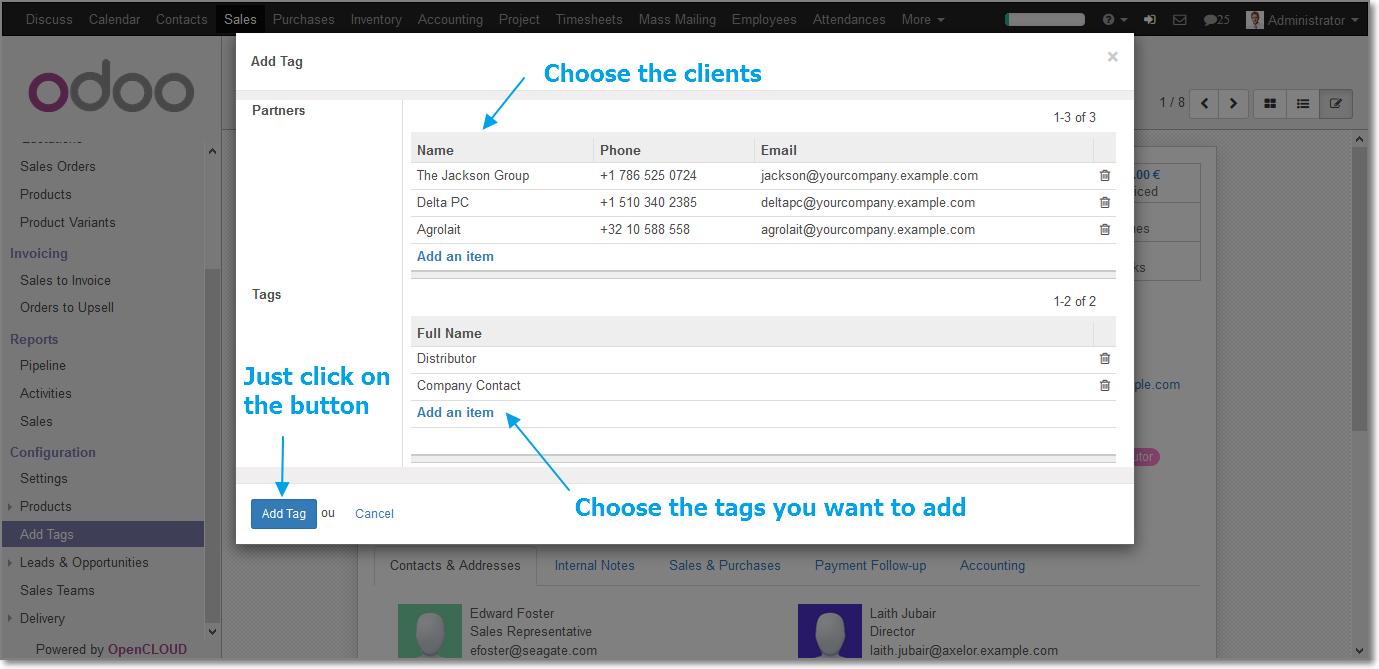 Discuss Calendar Contacts Sales Purchases Inventory Accounting Project Timesheets Mass Mailing Employees Attendances More 25 Administrator
odoo
Sales Orders
Products
Product Variants
Invoicing
Sales to Invoice
Orders to Upsell
Reports
Pipeline
Activities
Sales
Configuration
Settings
Products
Add Tags
Leads & Opportunities
Sales Teams
Delivery
Powered by OpenCLOUD
1 / 8
Add Tag ×
Choose the clients
Partners
1-3 of 3
Name Phone Email
The Jackson Group +1 786 525 0724 jackson@yourcompany.example.com
Delta PC +1 510 340 2385 deltapc@yourcompany.example.com
Agrolait +32 10 588 558 agrolait@yourcompany.example.com
Add an item
Tags
1-2 of 2
Full Name
Distributor
Company Contact
Add an item
Just click on
the button
Choose the tags you want to add
Add Tag ou Cancel
.00 €
iced
es
ks
ple.com
utor
Contacts & Addresses Internal Notes Sales & Purchases Payment Follow-up Accounting
Edward Foster
Sales Representative
efoster@seagate.com
Laith Jubair
Director
laith.jubair@axelor.example.com